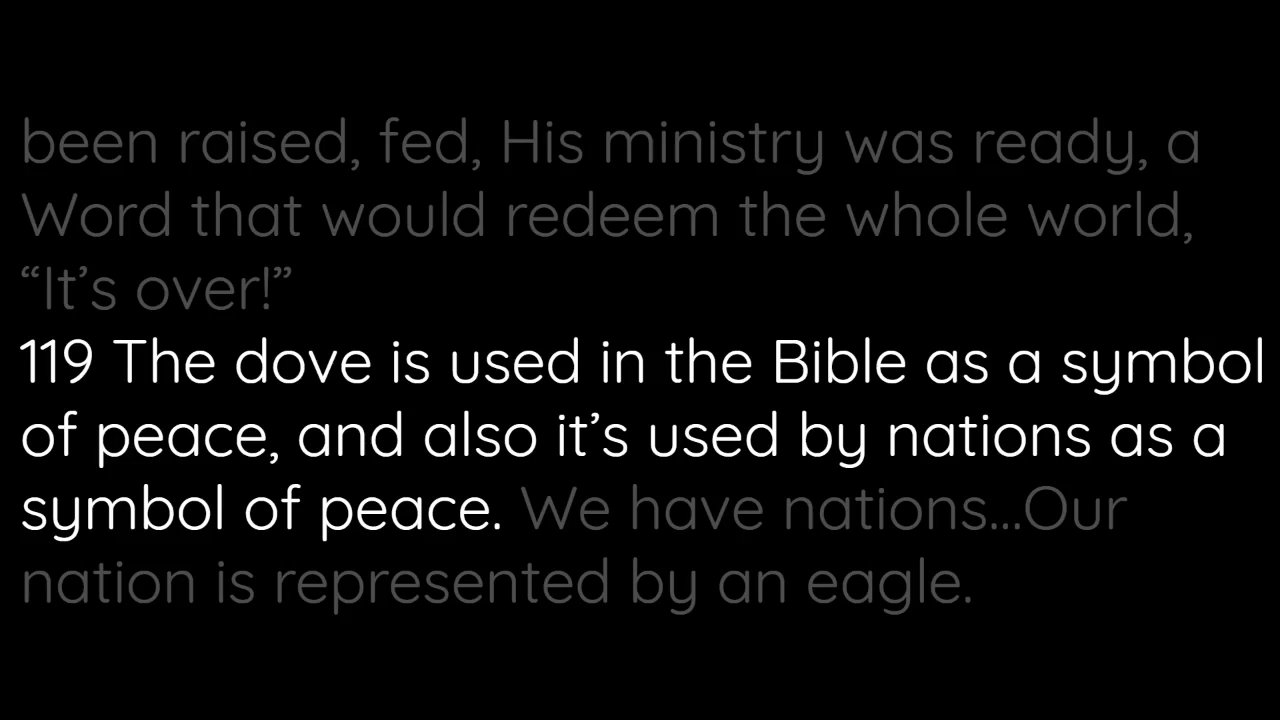 been raised, fed, His ministry was ready, a
Word that would redeem the whole world,
“It’s over!”
119 The dove is used in the Bible as a symbol
of peace, and also it’s used by nations as a
symbol of peace. We have nations...Our
nation is represented by an eagle.